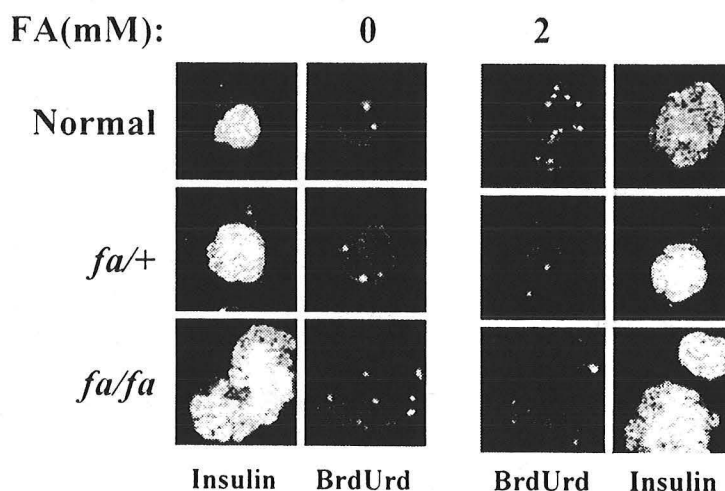 FA(mM): 0 2
Normal
fa/+
fa/fa
Insulin BrdUrd BrdUrd Insulin